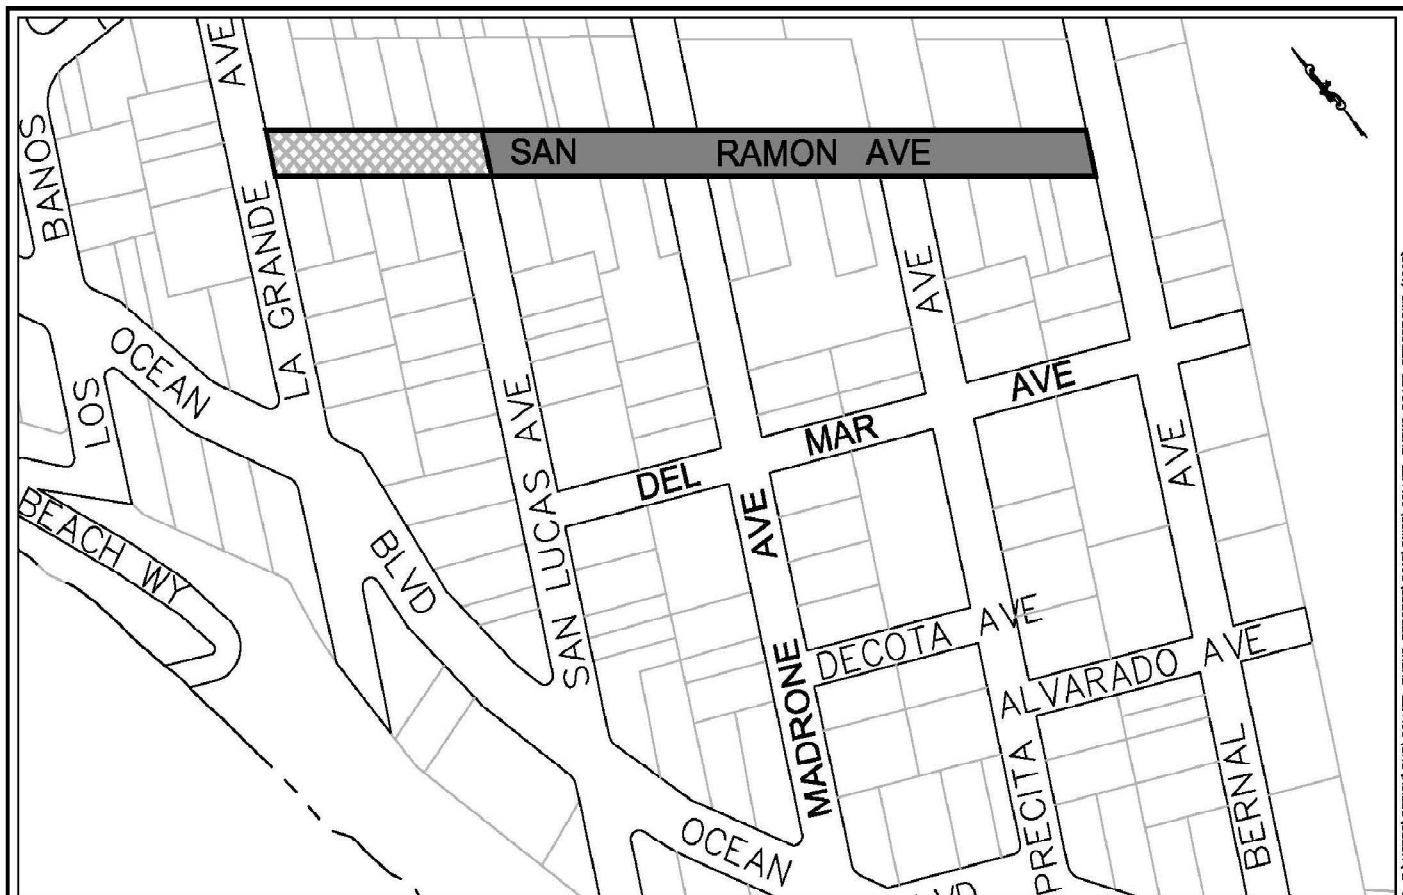 AVE
BANOS
SAN RAMON AVE
LA GRANDE
AVE
OCEAN
LOS
AVE
MAR
AVE
DEL
SAN LUCAS AVE
AVE
BEACH WY
BLVD
DECOTA AVE
ALVARADO AVE
MADRONE
PRECITA
BERNAL
OCEAN